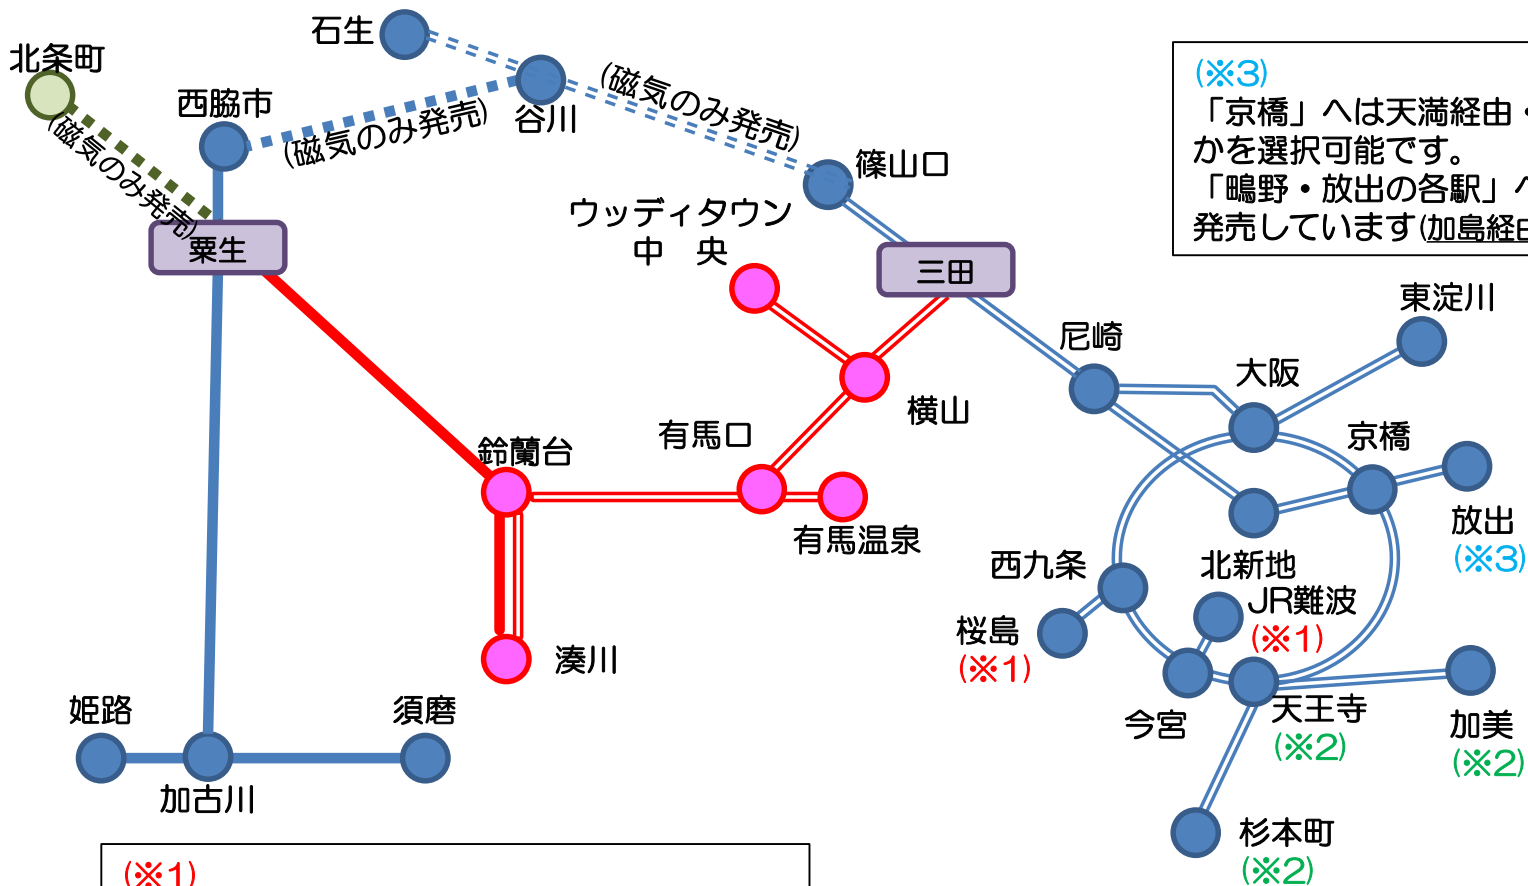 石生
北条町
西脇市
谷川
(磁気のみ発売)
(磁気のみ発売)
(磁気のみ発売)
篠山口
ウッディタウン
中　央
粟生
三田
(※3)
「京橋」へは天満経由・
かを選択可能です。
「鴫野・放出の各駅」へ
発売しています(加島経由
東淀川
尼崎
大阪
横山
京橋
有馬口
鈴蘭台
有馬温泉
放出
(※3)
西九条
北新地
JR難波
(※1)
桜島
(※1)
湊川
姫路
須磨
今宮
天王寺
(※2)
加美
(※2)
加古川
杉本町
(※2)
(※1)